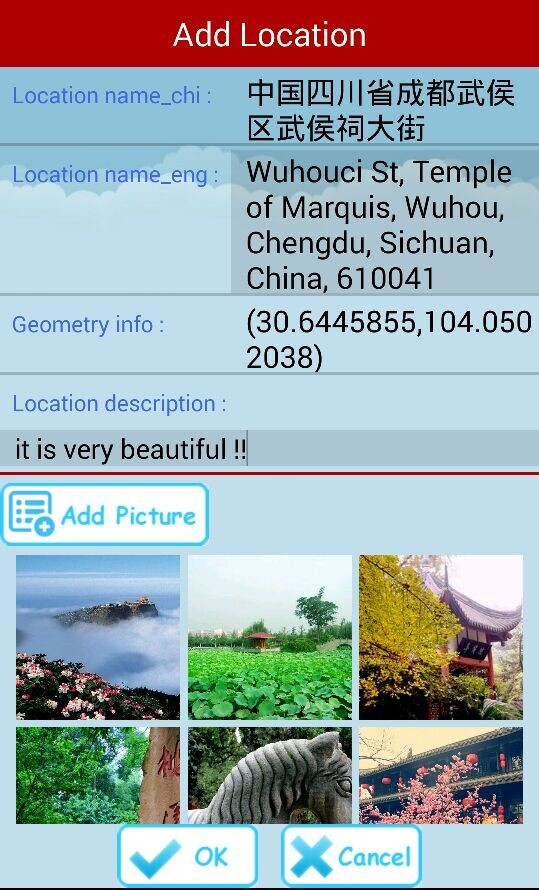 Add Location
Location name_chi :
中国四川省成都武侯
区武侯祠大街
Location name_eng :
Wuhouci St, Temple
of Marquis, Wuhou,
Chengdu, Sichuan,
China, 610041
Geometry info :
(30.6445855,104.050
2038)
Location description :
it is very beautiful !!
Add Picture
OK
Cancel